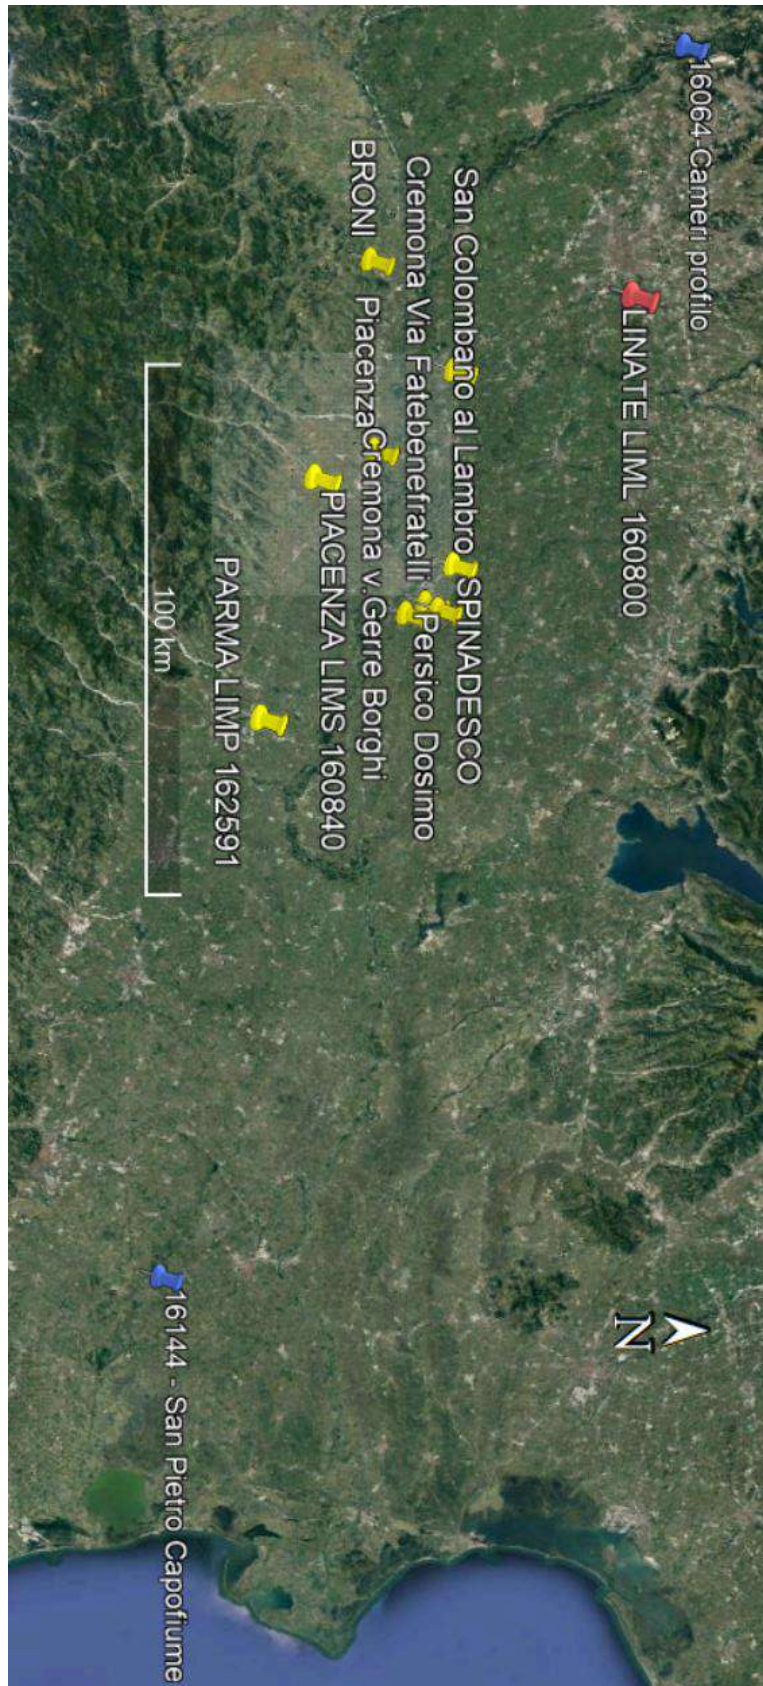 16064-Cameri profilo
LINATE LIML 160800
San Colombano al Lambro
SPINADESCO
Cremona Via Fatebenefratelli
Persico Dosimo
BRONI
Piacenza
Cremona v.Gerre Borghi
PIACENZA LIMS 160840
PARMA LIMP 162591
16144 - San Pietro Capofiume
100 km
N